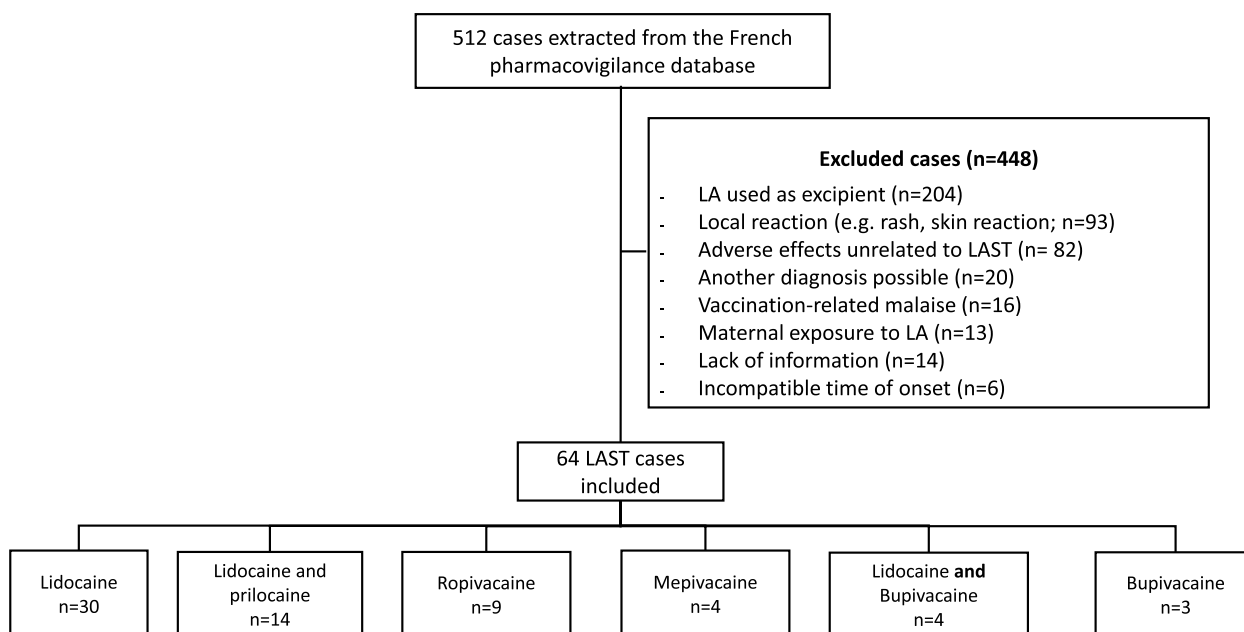 512 cases extracted from the French
pharmacovigilance database
Excluded cases (n=448)
- LA used as excipient (n=204)
- Local reaction (e.g. rash, skin reaction; n=93)
- Adverse effects unrelated to LAST (n= 82)
- Another diagnosis possible (n=20)
- Vaccination-related malaise (n=16)
- Maternal exposure to LA (n=13)
- Lack of information (n=14)
- Incompatible time of onset (n=6)
64 LAST cases
included
Lidocaine
n=30
Lidocaine and
prilocaine
n=14
Ropivacaine
n=9
Mepivacaine
n=4
Lidocaine and
Bupivacaine
n=4
Bupivacaine
n=3